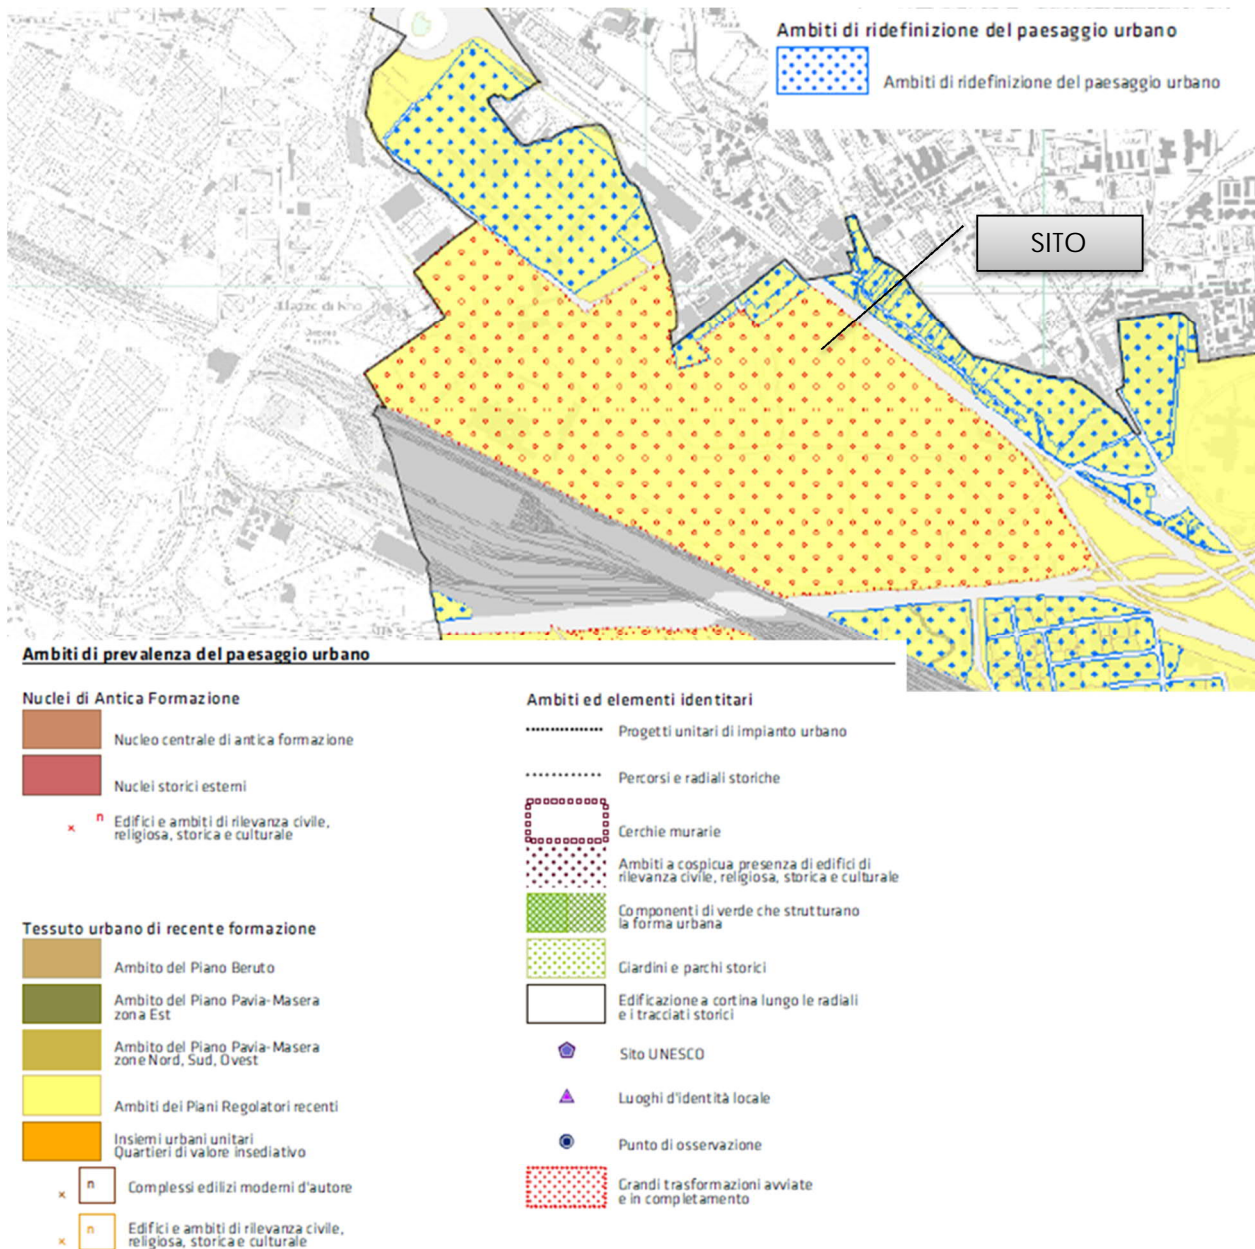 Ambiti di ridefinizione del paesaggio urbano
Ambiti di ridefinizione del paesaggio urbano
SITO
Ambiti di prevalenza del paesaggio urbano
Nuclei di Antica Formazione
Nucleo centrale di antica formazione
Nuclei storici esterni
x n Edifici e ambiti di rilevanza civile,
religiosa, storica e culturale
Tessuto urbano di recente formazione
Ambito del Piano Beruto
Ambito del Piano Pavia-Masera
zona Est
Ambito del Piano Pavia-Masera
zone Nord, Sud, Ovest
Ambiti dei Piani Regolatori recenti
Insiemi urbani unitari
Quartieri di valore insediativo
x n Complessi edilizi moderni d'autore
x n Edifici e ambiti di rilevanza civile,
religiosa, storica e culturale
Ambiti ed elementi identitari
Progetti unitari di impianto urbano
Percorsi e radiali storiche
Cerchie murarie
Ambiti a cospicua presenza di edifici di
rilevanza civile, religiosa, storica e culturale
Componenti di verde che strutturano
la forma urbana
Giardini e parchi storici
Edificazione a cortina lungo le radiali
e i tracciati storici
Sito UNESCO
Luoghi d'identità locale
Punto di osservazione
Grandi trasformazioni avviate
e in completamento